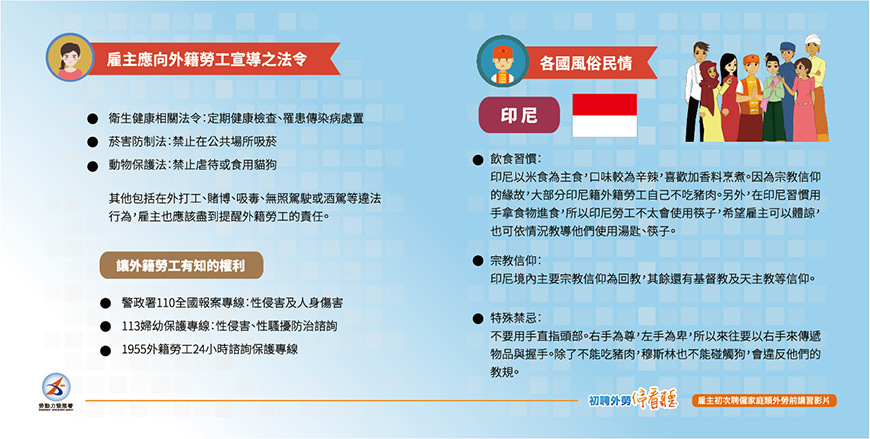 雇主應向外籍勞工宣導之法令
● 衛生健康相關法令:定期健康檢查、罹患傳染病處置
● 菸害防制法:禁止在公共場所吸菸
● 動物保護法:禁止虐待或食用貓狗
其他包括在外打工、賭博、吸毒、無照駕駛或酒駕等違法
行為,雇主也應該盡到提醒外籍勞工的責任。
讓外籍勞工有知的權利
● 警政署110全國報案專線:性侵害及人身傷害
● 113婦幼保護專線:性侵害、性騷擾防治諮詢
● 1955外籍勞工24小時諮詢保護專線
勞動力發展署
各國風俗民情
印尼
● 飲食習慣:
印尼以米食為主食,口味較為辛辣,喜歡加香料烹煮。因為宗教信仰
的緣故,大部分印尼籍外籍勞工自己不吃豬肉。另外,在印尼習慣用
手拿食物進食,所以印尼勞工不太會使用筷子,希望雇主可以體諒,
也可依情況教導他們使用湯匙、筷子。
● 宗教信仰:
印尼境內主要宗教信仰為回教,其餘還有基督教及天主教等信仰。
● 特殊禁忌:
不要用手直指頭部。右手為尊,左手為卑,所以來往要以右手來傳遞
物品與握手。除了不能吃豬肉,穆斯林也不能碰觸狗,會違反他們的
教規。
初聘外勞停看聽
雇主初次聘僱家庭類外勞前講習影片